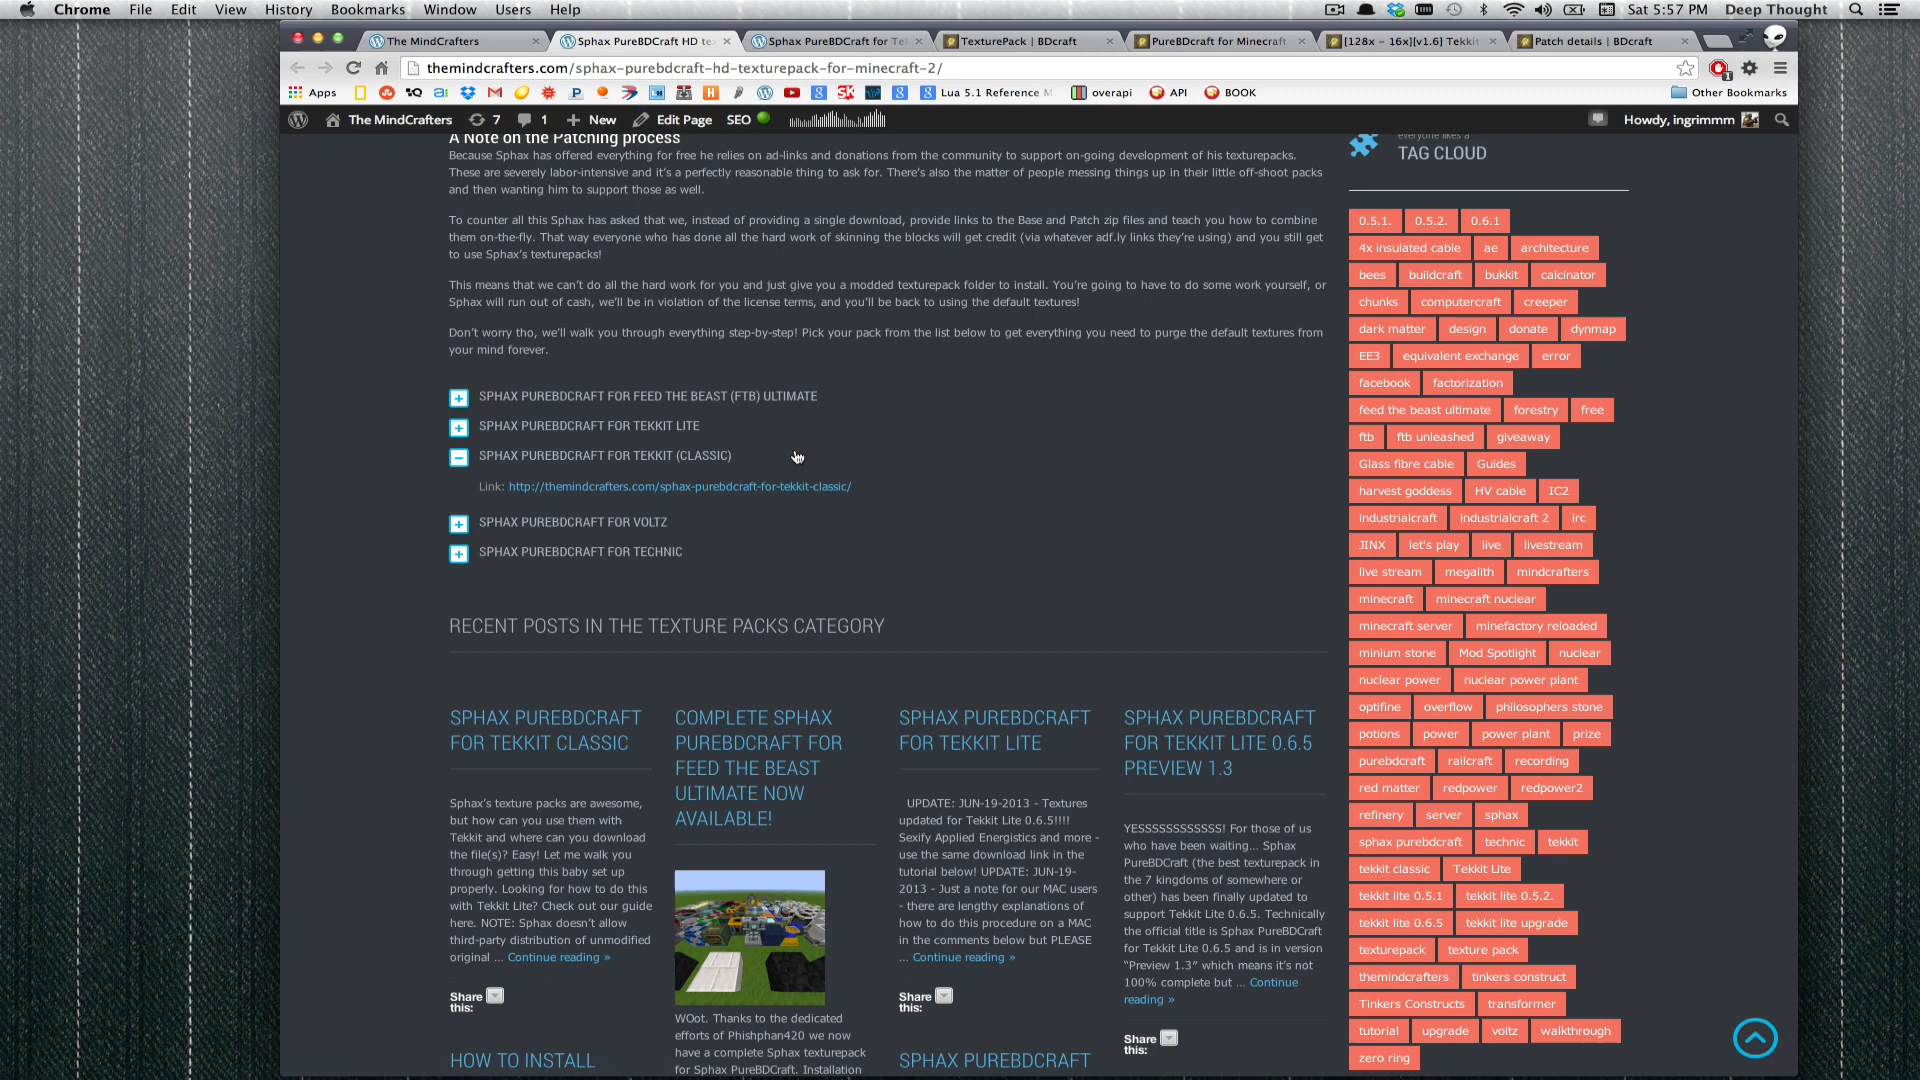 Chrome File Edit View History Bookmarks Window Users Help Sat 5:57 PM Deep Thought
The MindCrafters Sphax PureBDCraft HD te Sphax PureBDCraft for Tel TexturePack | BDcraft PureBDCraft for Minecraft [128x – 16x][v1.6] Tekkit Patch details | BDcraft
themindcrafters.com/sphax-purebdcraft-hd-texturepack-for-minecraft-2/
Apps Lua 5.1 Reference M overapi API BOOK Other Bookmarks
The MindCrafters 7 1 New Edit Page SEO Howdy, ingrimmm
A Note on the Patching process
Because Sphax has offered everything for free he relies on ad-links and donations from the community to support on-going development of his texturepacks.
These are severely labor-intensive and it's a perfectly reasonable thing to ask for. There's also the matter of people messing things up in their little off-shoot packs
and then wanting him to support those as well.
To counter all this Sphax has asked that we, instead of providing a single download, provide links to the Base and Patch zip files and teach you how to combine
them on-the-fly. That way everyone who has done all the hard work of skinning the blocks will get credit (via whatever adf.ly links they're using) and you still get
to use Sphax's texturepacks!
This means that we can't do all the hard work for you and just give you a modded texturepack folder to install. You're going to have to do some work yourself, or
Sphax will run out of cash, we'll be in violation of the license terms, and you'll be back to using the default textures!
Don't worry tho, we'll walk you through everything step-by-step! Pick your pack from the list below to get everything you need to purge the default textures from
your mind forever.
SPHAX PUREBDCRAFT FOR FEED THE BEAST (FTB) ULTIMATE
SPHAX PUREBDCRAFT FOR TEKKIT LITE
SPHAX PUREBDCRAFT FOR TEKKIT (CLASSIC)
Link: http://themindcrafters.com/sphax-purebdcraft-for-tekkit-classic/
SPHAX PUREBDCRAFT FOR VOLTZ
SPHAX PUREBDCRAFT FOR TECHNIC
RECENT POSTS IN THE TEXTURE PACKS CATEGORY
SPHAX PUREBDCRAFT
FOR TEKKIT CLASSIC
Sphax's texture packs are awesome,
but how can you use them with
Tekkit and where can you download
the file(s)? Easy! Let me walk you
through getting this baby set up
properly. Looking for how to do this
with Tekkit Lite? Check out our guide
here. NOTE: Sphax doesn't allow
third-party distribution of unmodified
original ... Continue reading »
Share
this:
HOW TO INSTALL
COMPLETE SPHAX
PUREBDCRAFT FOR
FEED THE BEAST
ULTIMATE NOW
AVAILABLE!
WOot. Thanks to the dedicated
efforts of Phishphan420 we now
have a complete Sphax texturepack
for Sphax PureBDCraft. Installation
SPHAX PUREBDCRAFT
FOR TEKKIT LITE
UPDATE: JUN-19-2013 - Textures
updated for Tekkit Lite 0.6.5!!!!
Sexify Applied Energistics and more -
use the same download link in the
tutorial below! UPDATE: JUN-19-
2013 - Just a note for our MAC users
- there are lengthy explanations of
how to do this procedure on a MAC
in the comments below but PLEASE
... Continue reading »
Share
this:
SPHAX PUREBDCRAFT
SPHAX PUREBDCRAFT
FOR TEKKIT LITE 0.6.5
PREVIEW 1.3
YESSSSSSSSSSS! For those of us
who have been waiting... Sphax
PureBDCraft (the best texturepack in
the 7 kingdoms of somewhere or
other) has been finally updated to
support Tekkit Lite 0.6.5. Technically
the official title is Sphax PureBDCraft
for Tekkit Lite 0.6.5 and is in version
"Preview 1.3" which means it's not
100% complete but ... Continue
reading »
Share
this:
everyone likes a
TAG CLOUD
0.5.1. 0.5.2. 0.6.1
4x insulated cable ae architecture
bees buildcraft bukkit calcinator
chunks computercraft creeper
dark matter design donate dynmap
EE3 equivalent exchange error
facebook factorization
feed the beast ultimate forestry free
ftb ftb unleashed giveaway
Glass fibre cable Guides
harvest goddess HV cable IC2
industrialcraft industrialcraft 2 irc
JINX let's play live livestream
live stream megalith mindcrafters
minecraft minecraft nuclear
minecraft server minefactory reloaded
minium stone Mod Spotlight nuclear
nuclear power nuclear power plant
optifine overflow philosophers stone
potions power power plant prize
purebdcraft railcraft recording
red matter redpower redpower2
refinery server sphax
sphax purebdcraft technic tekkit
tekkit classic Tekkit Lite
tekkit lite 0.5.1 tekkit lite 0.5.2.
tekkit lite 0.6.5 tekkit lite upgrade
texturepack texture pack
themindcrafters tinkers construct
Tinkers Constructs transformer
tutorial upgrade voltz walkthrough
zero ring